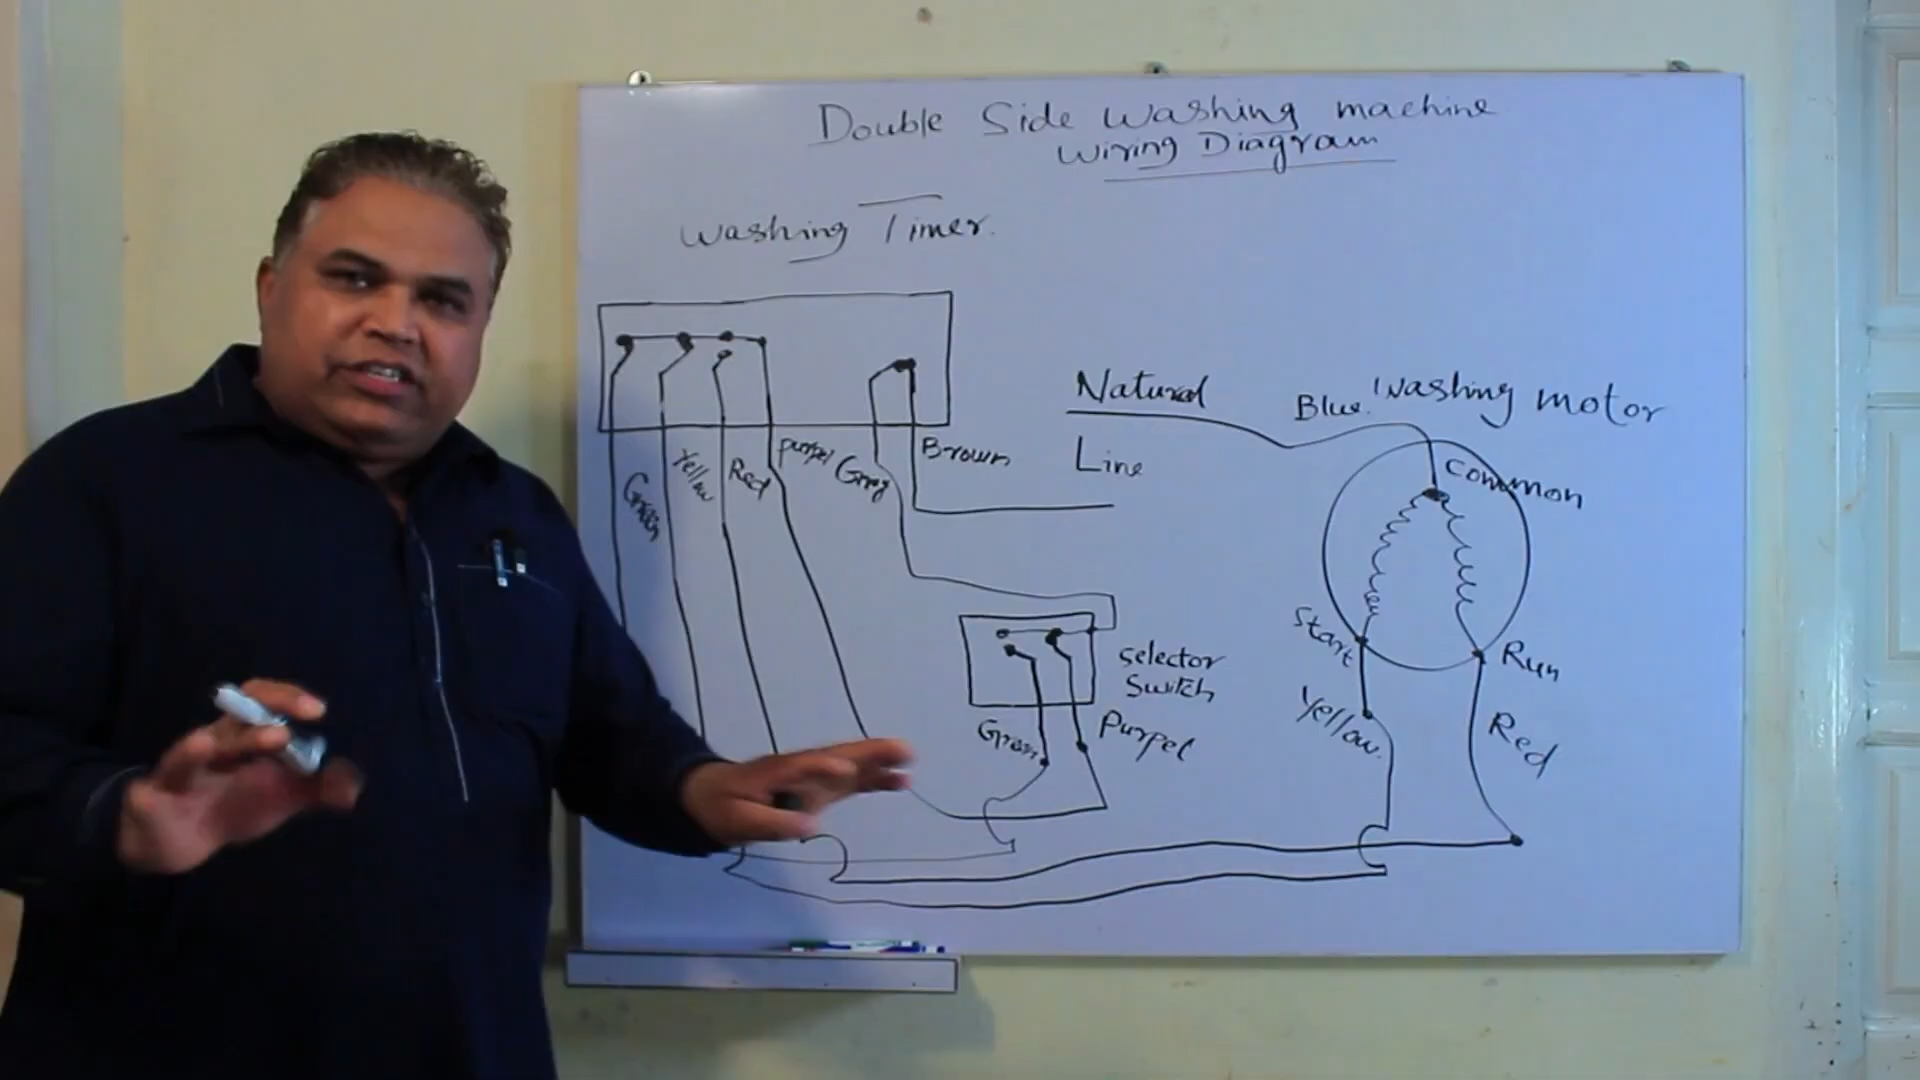 Double Side Washing machine
Wiring Diagram
Washing Timer.
Natural
Blue.
Washing motor
Green
Yellow
Red
purpel
Grey
Brown
Line
Common
Start
Run
selector
Switch
Green
Purpel
Yellow.
Red